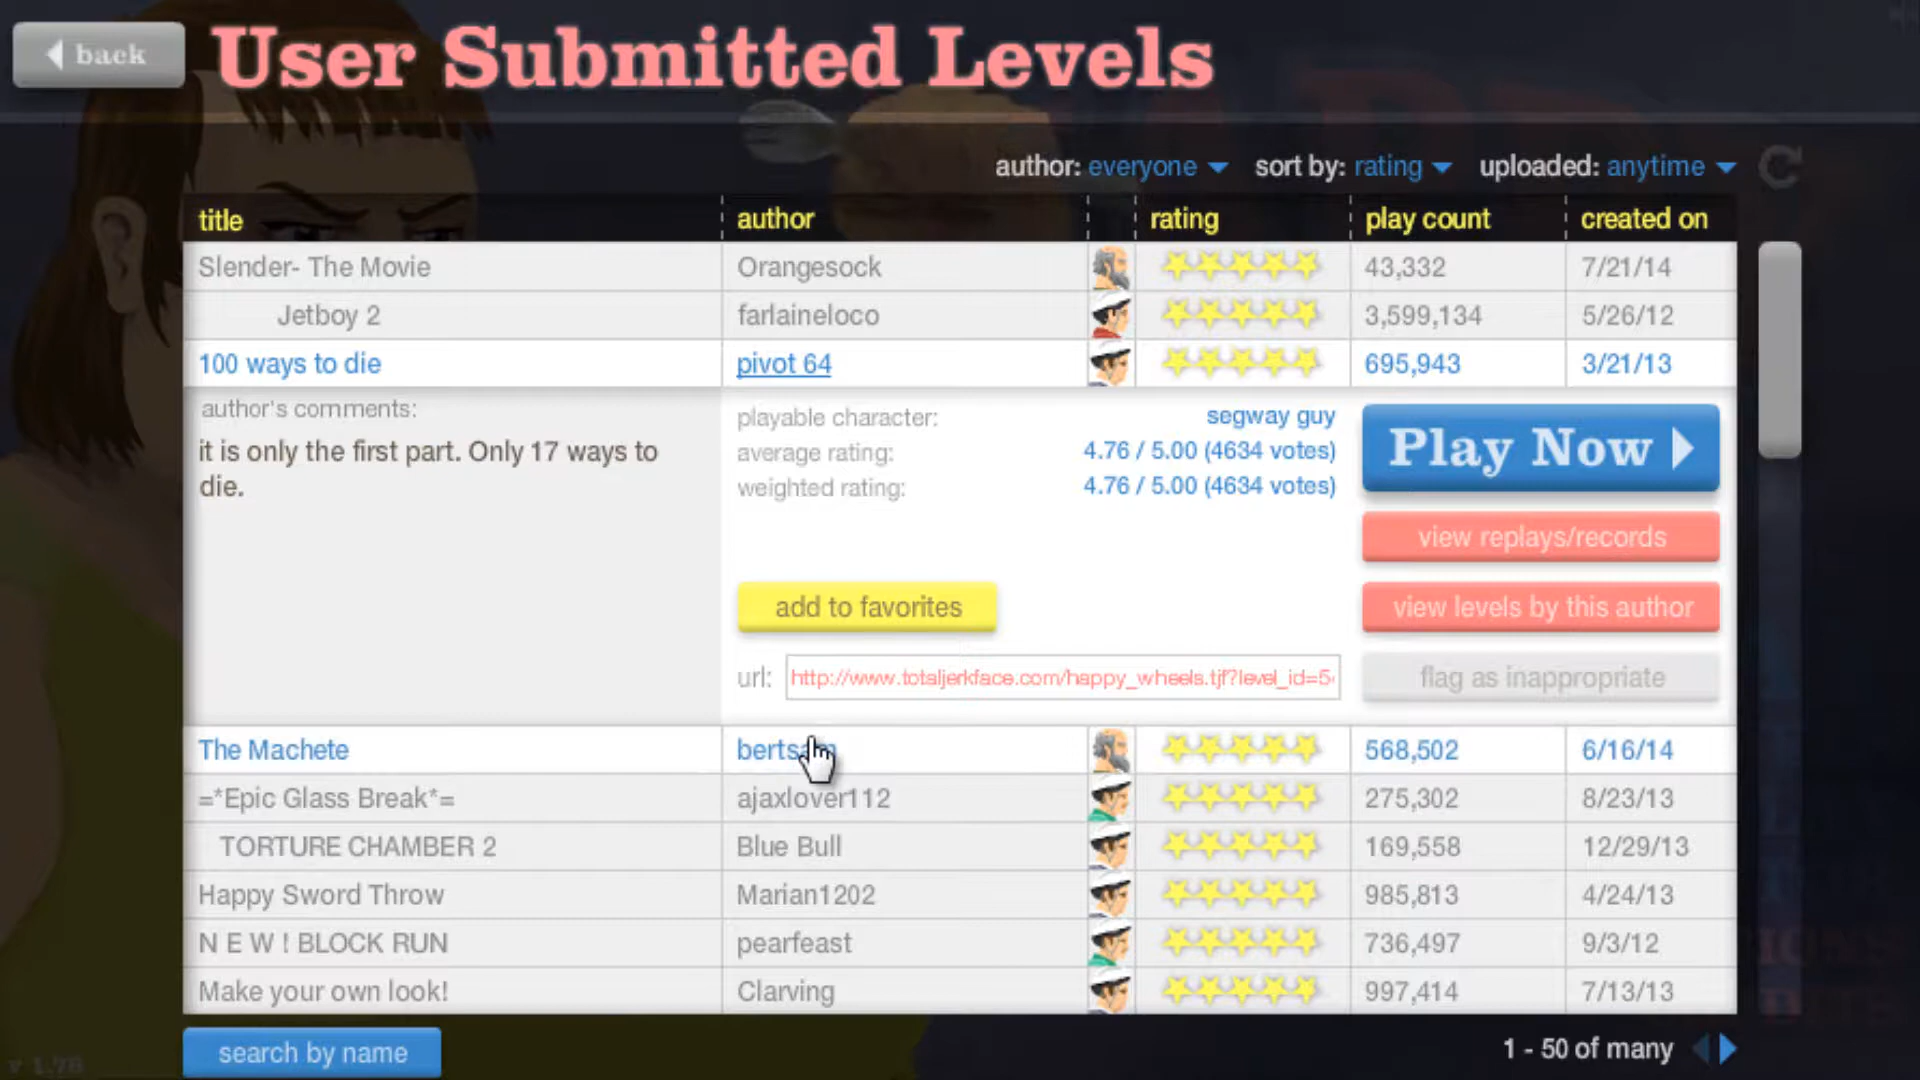 back
User Submitted Levels
author: everyone sort by: rating uploaded: anytime
title author rating play count created on
Slender- The Movie Orangesock 43,332 7/21/14
Jetboy 2 farlaineloco 3,599,134 5/26/12
100 ways to die pivot 64 695,943 3/21/13
author's comments:
it is only the first part. Only 17 ways to
die.
playable character: segway guy
average rating: 4.76 / 5.00 (4634 votes)
weighted rating: 4.76 / 5.00 (4634 votes)
add to favorites
url: http://www.totaljerkface.com/happy_wheels.tjf?level_id=5
Play Now
view replays/records
view levels by this author
flag as inappropriate
The Machete 568,502 6/16/14
=*Epic Glass Break*= ajaxlover112 275,302 8/23/13
TORTURE CHAMBER 2 Blue Bull 169,558 12/29/13
Happy Sword Throw Marian1202 985,813 4/24/13
N E W ! BLOCK RUN pearfeast 736,497 9/3/12
Make your own look! Clarving 997,414 7/13/13
search by name
1 - 50 of many